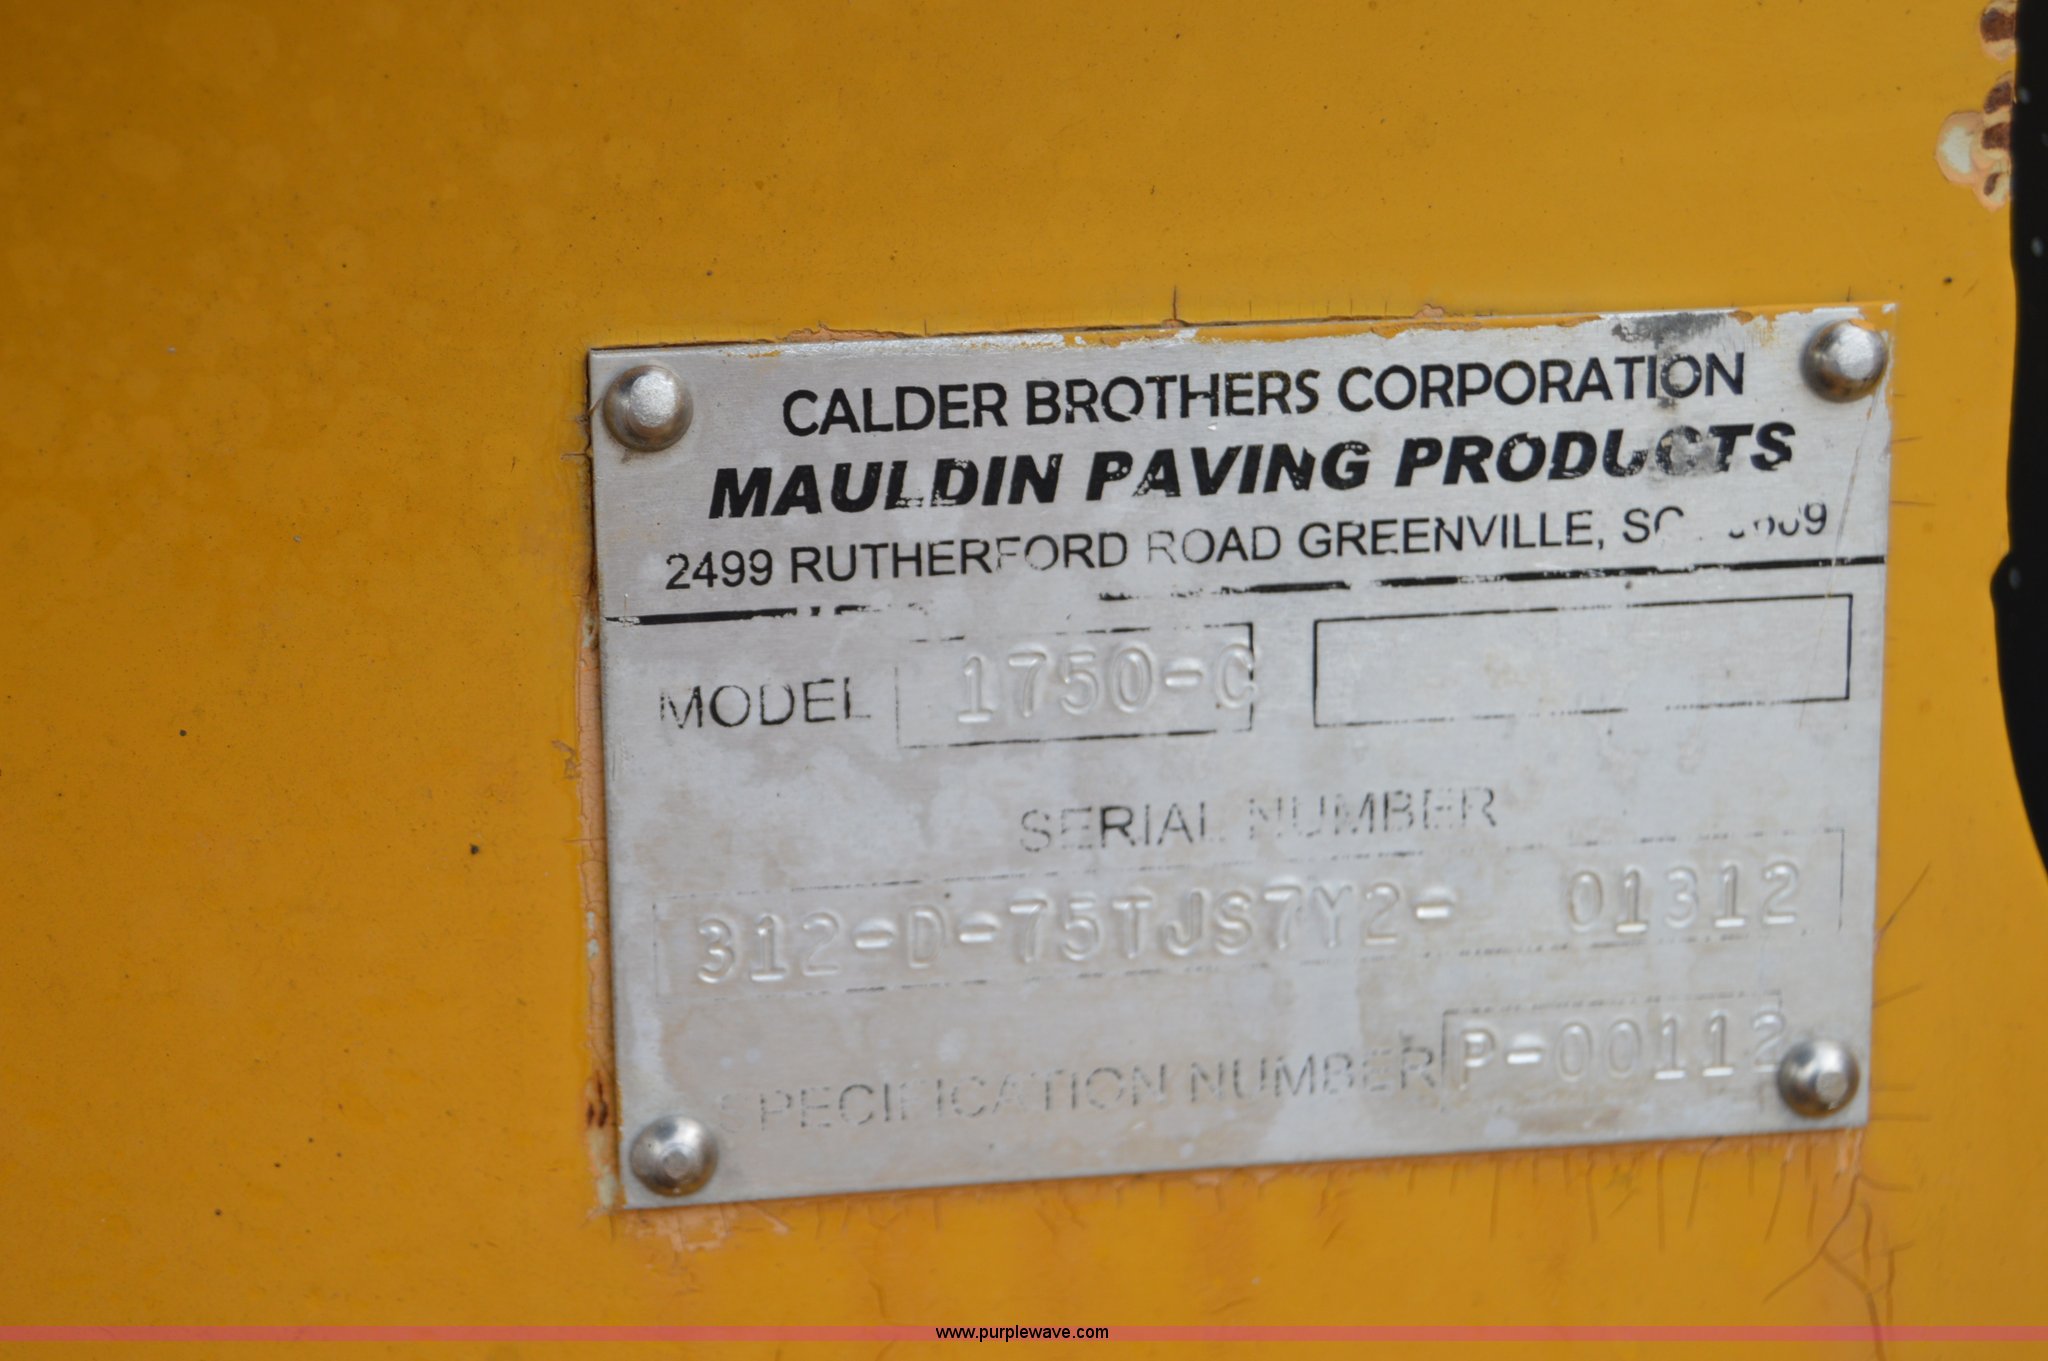 CALDER BROTHERS CORPORATION
MAULDIN PAVING PRODUCTS
2499 RUTHERFORD ROAD GREENVILLE, SC
MODEL 1750-C
SERIAL NUMBER
312-D-75TJS7Y2- 01312
SPECIFICATION NUMBER P-00112
www.purplewave.com